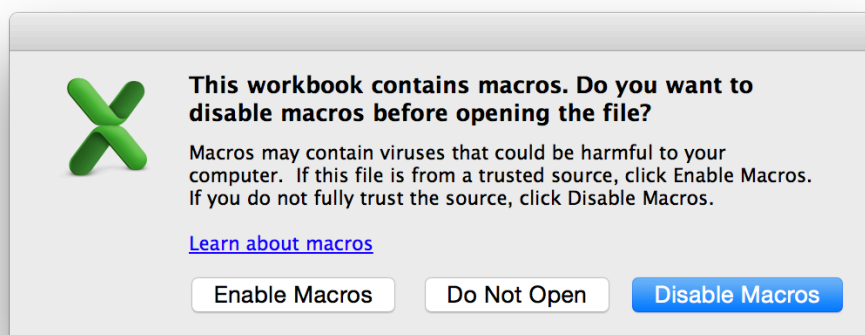 This workbook contains macros. Do you want to
disable macros before opening the file?
Macros may contain viruses that could be harmful to your
computer.  If this file is from a trusted source, click Enable Macros.
If you do not fully trust the source, click Disable Macros.
Learn about macros
Enable Macros
Do Not Open
Disable Macros